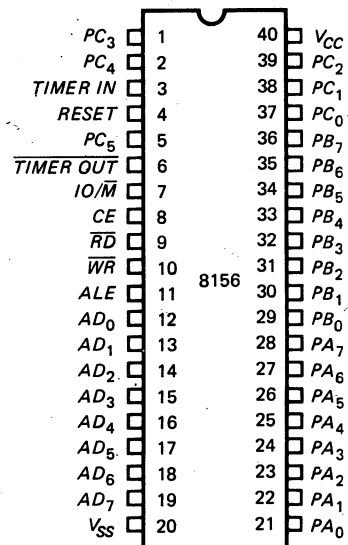 PC3 1 40 VCC
PC4 2 39 PC2
TIMER IN 3 38 PC1
RESET 4 37 PC0
PC5 5 36 PB7
TIMER OUT 6 35 PB6
IO/M̅ 7 34 PB5
CE 8 33 PB4
R̅D̅ 9 32 PB3
W̅R̅ 10 31 PB2
8156
ALE 11 30 PB1
AD0 12 29 PB0
AD1 13 28 PA7
AD2 14 27 PA6
AD3 15 26 PA5
AD4 16 25 PA4
AD5 17 24 PA3
AD6 18 23 PA2
AD7 19 22 PA1
VSS 20 21 PA0